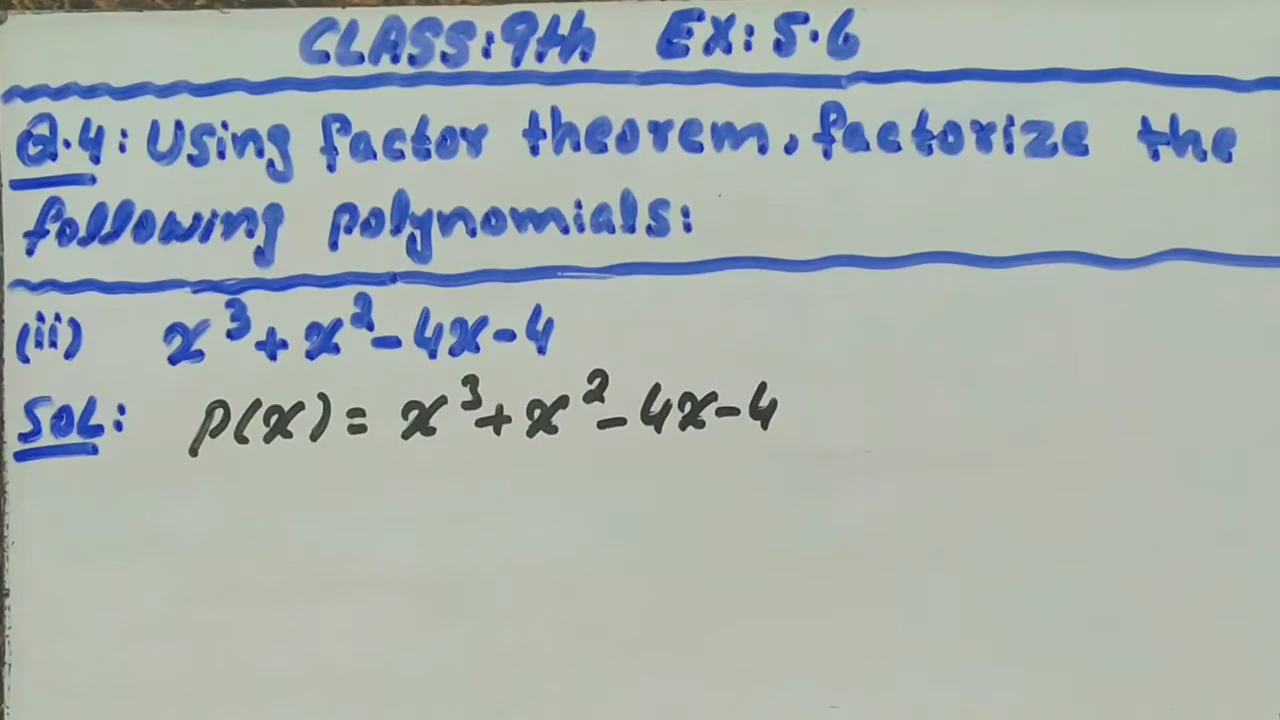 CLASS: 9th EX: 5.6
Q.4: Using factor theorem, factorize the
following polynomials:
(ii) x³+x²-4x-4
SOL: P(x)= x³+x²-4x-4